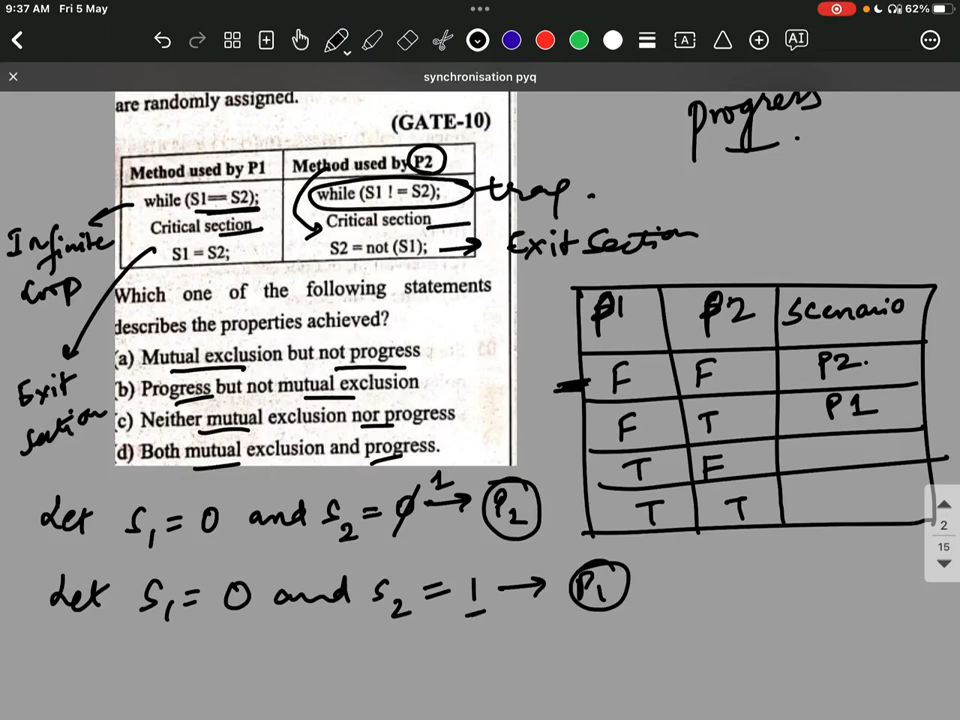 9:37 AM Fri 5 May
62%
synchronisation pyq
are randomly assigned.
Progress
(GATE-10)
Method used by P1 Method used by P2
while (S1== S2); while (S1 ! = S2); trap.
Critical section Critical section
S1 = S2; S2 = not (S1); Exit Section
Infinite
Loop
Exit
Section
Which one of the following statements
describes the properties achieved?
(a) Mutual exclusion but not progress
(b) Progress but not mutual exclusion
(c) Neither mutual exclusion nor progress
(d) Both mutual exclusion and progress.
P1 P2 Scenario
F F P2.
F T P1
T F
T T
Let S1 = 0 and S2 = 0 1 → P2
Let S1 = 0 and S2 = 1 → P1
2
15